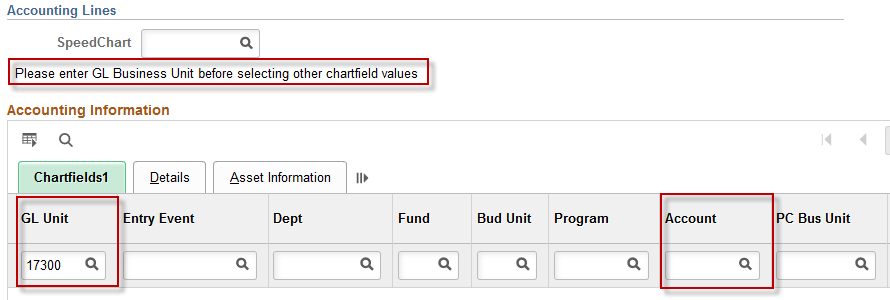 Accounting Lines
SpeedChart
Please enter GL Business Unit before selecting other chartfield values
Accounting Information
Chartfields1 Details Asset Information
GL Unit Entry Event Dept Fund Bud Unit Program Account PC Bus Unit
17300